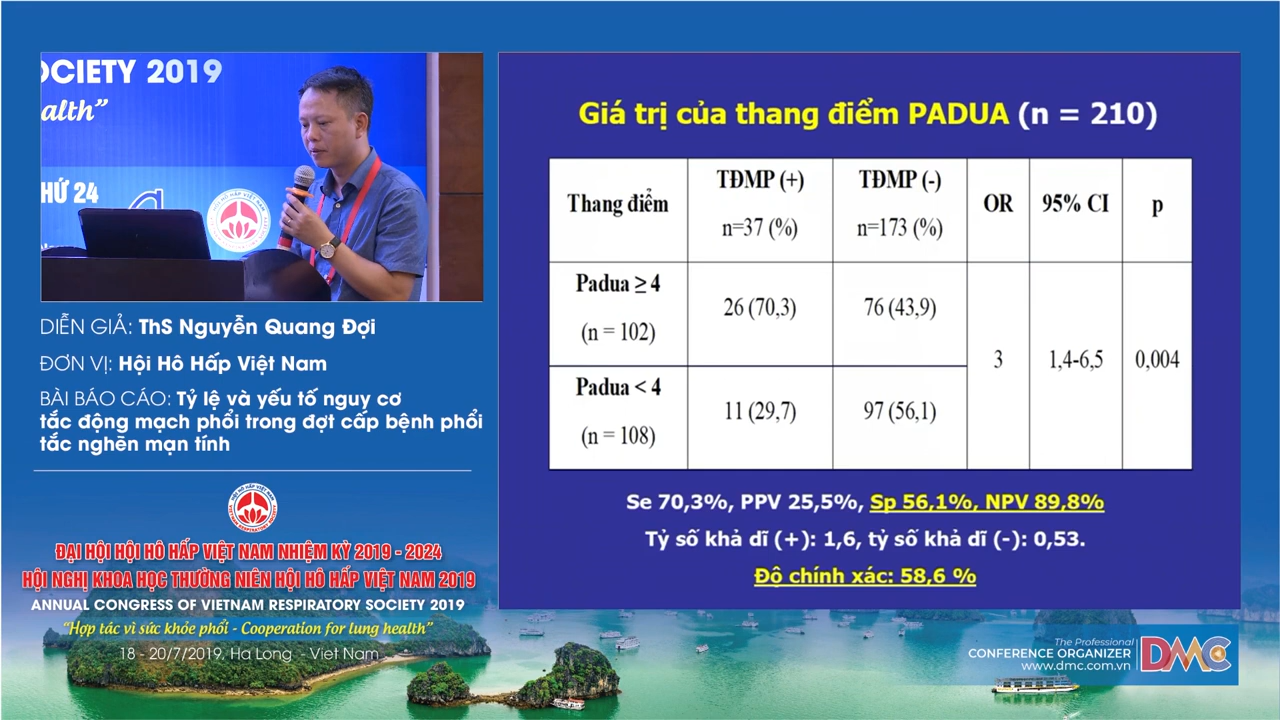 OCIETY 2019
alth”
THỨ 24
DIỄN GIẢ: ThS Nguyễn Quang Đợi
ĐƠN VỊ: Hội Hô Hấp Việt Nam
BÀI BÁO CÁO: Tỷ lệ và yếu tố nguy cơ
tắc động mạch phổi trong đợt cấp bệnh phổi
tắc nghẽn mạn tính
ĐẠI HỘI HỘI HÔ HẤP VIỆT NAM NHIỆM KỲ 2019 - 2024
HỘI NGHỊ KHOA HỌC THƯỜNG NIÊN HỘI HÔ HẤP VIỆT NAM 2019
ANNUAL CONGRESS OF VIETNAM RESPIRATORY SOCIETY 2019
“Hợp tác vì sức khỏe phổi - Cooperation for lung health”
18 - 20/7/2019, Ha Long - Viet Nam
Giá trị của thang điểm PADUA (n = 210)
Thang điểm TĐMP (+) n=37 (%) TĐMP (-) n=173 (%) OR 95% CI p
Padua ≥ 4 (n = 102) 26 (70,3) 76 (43,9) 3 1,4-6,5 0,004
Padua < 4 (n = 108) 11 (29,7) 97 (56,1)
Se 70,3%, PPV 25,5%, Sp 56,1%, NPV 89,8%
Tỷ số khả dĩ (+): 1,6, tỷ số khả dĩ (-): 0,53.
Độ chính xác: 58,6 %
The Professional
CONFERENCE ORGANIZER
www.dmc.com.vn
DMC